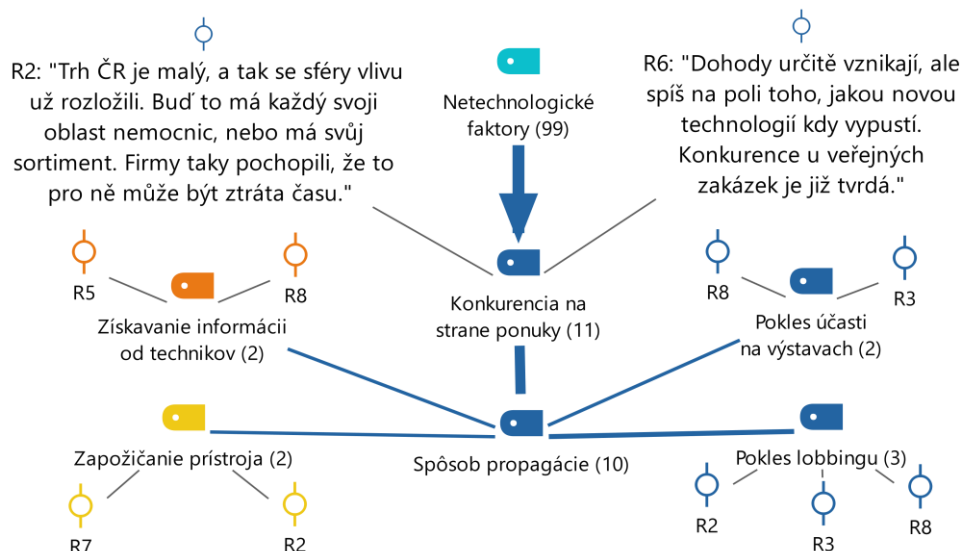 R2: "Trh ČR je malý, a tak se sféry vlivu
už rozložili. Buď to má každý svoji
oblast nemocnic, nebo má svůj
sortiment. Firmy taky pochopili, že to
pro ně může být ztráta času."
Netechnologické
faktory (99)
R6: "Dohody určitě vznikají, ale
spíš na poli toho, jakou novou
technologií kdy vypustí.
Konkurence u veřejných
zakázek je již tvrdá."
R5
R8
Získavanie informácii
od technikov (2)
Konkurencia na
strane ponuky (11)
R8
R3
Pokles účasti
na výstavach (2)
Zapožičanie prístroja (2)
R7
R2
Spôsob propagácie (10)
Pokles lobbingu (3)
R2
R3
R8